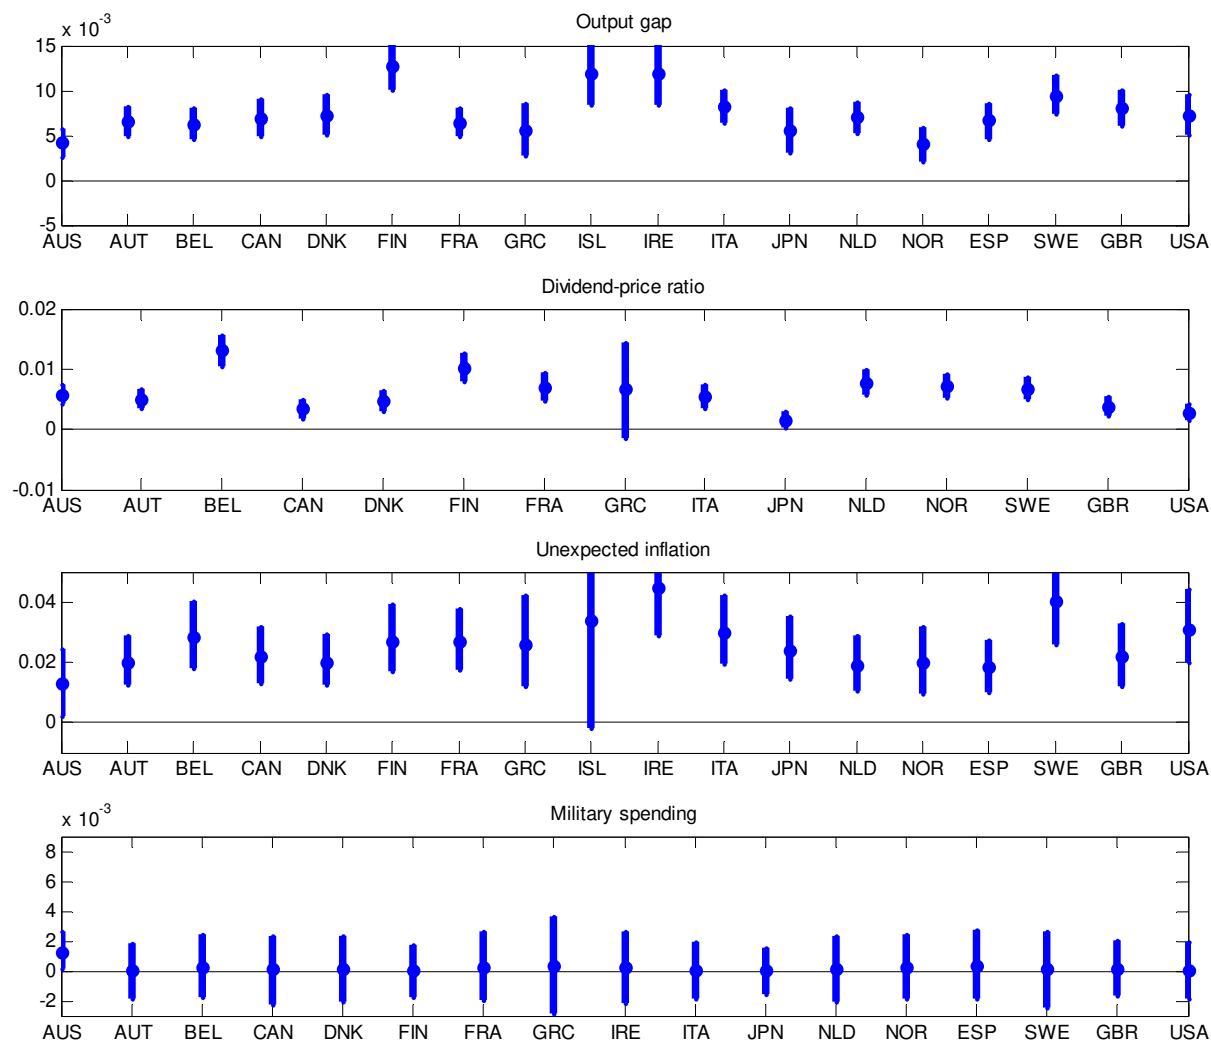 Output gap
x 10-3
15
10
5
0
-5
AUS AUT BEL CAN DNK FIN FRA GRC ISL IRE ITA JPN NLD NOR ESP SWE GBR USA
Dividend-price ratio
0.02
0.01
0
-0.01
AUS AUT BEL CAN DNK FIN FRA GRC ITA JPN NLD NOR SWE GBR USA
Unexpected inflation
0.04
0.02
0
AUS AUT BEL CAN DNK FIN FRA GRC ISL IRE ITA JPN NLD NOR ESP SWE GBR USA
Military spending
x 10-3
8
6
4
2
0
-2
AUS AUT BEL CAN DNK FIN FRA GRC IRE ITA JPN NLD NOR ESP SWE GBR USA